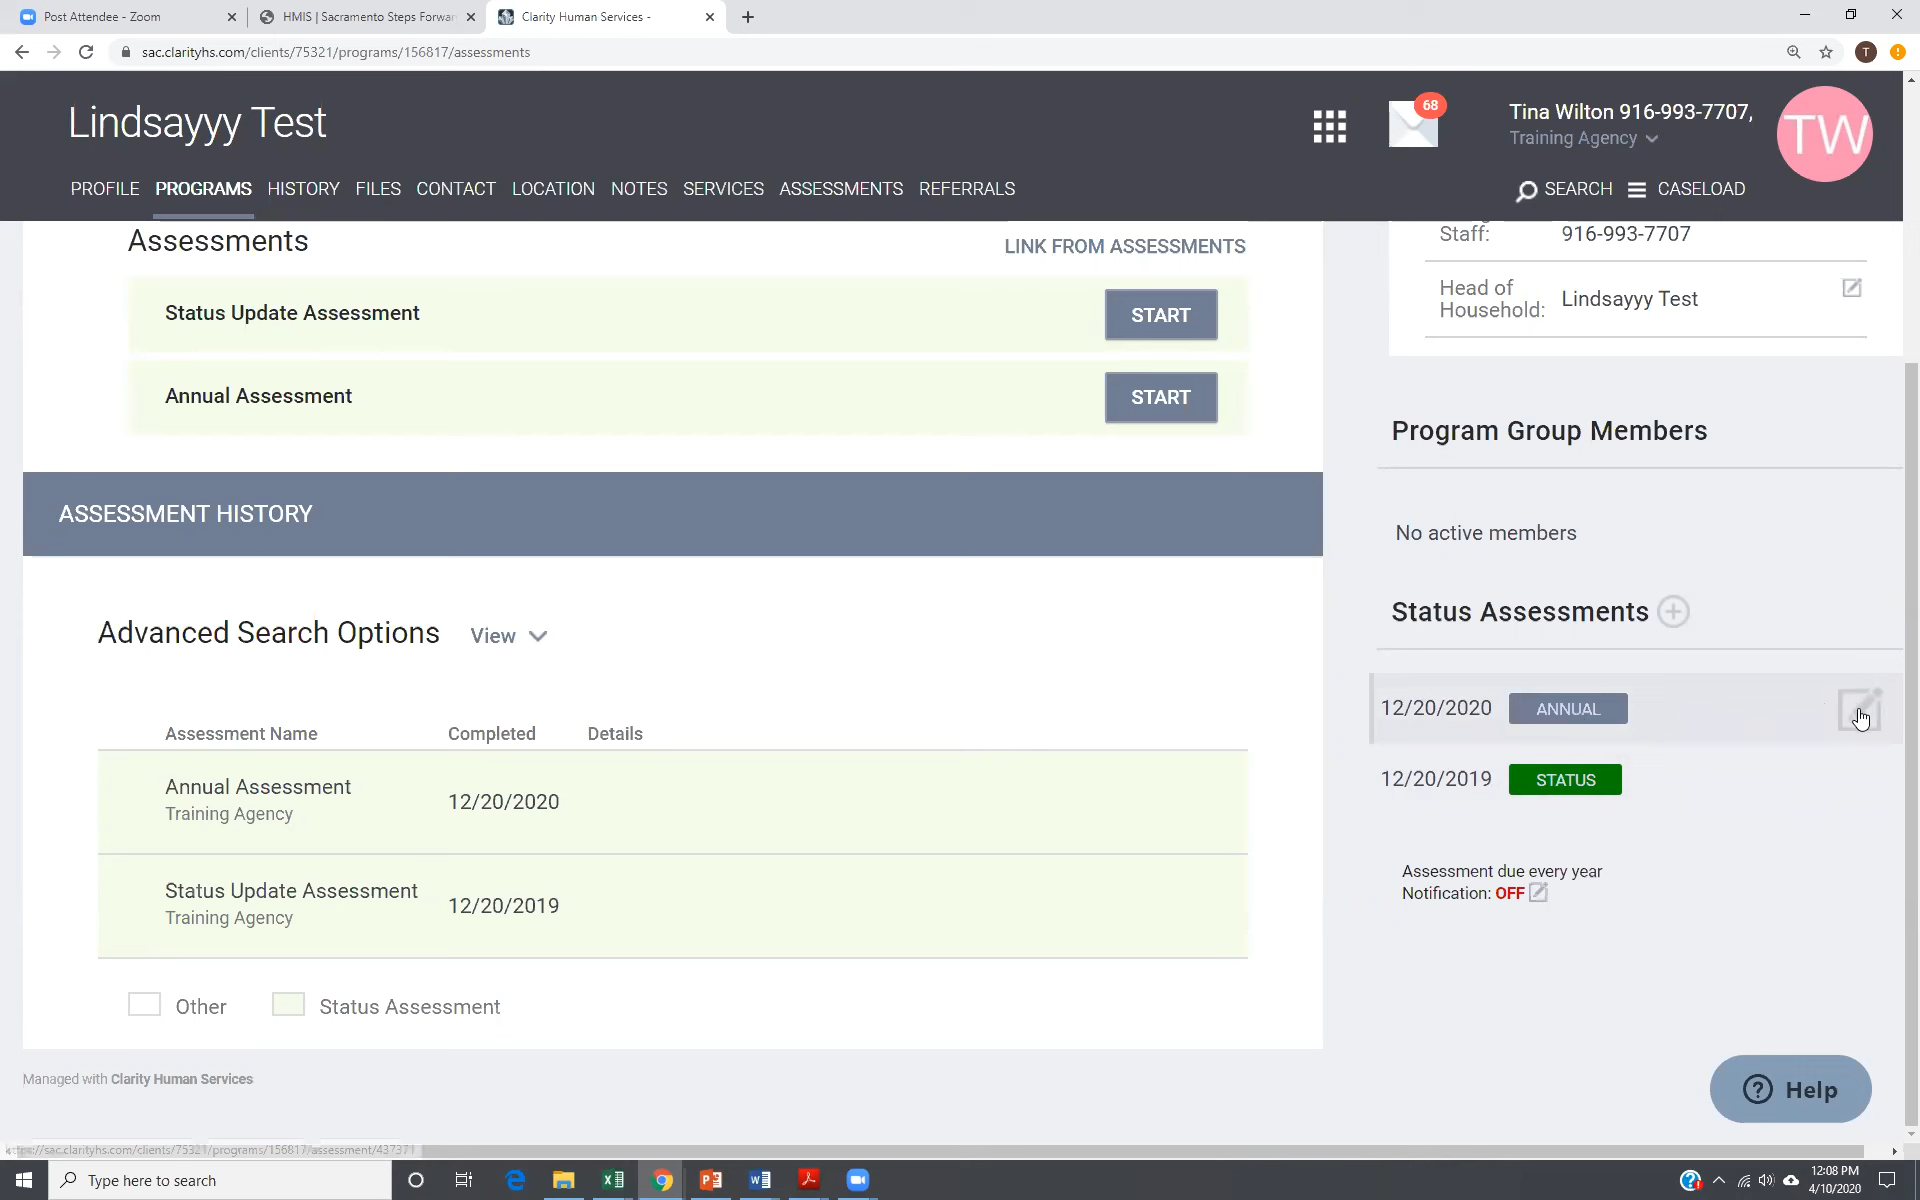 Post Attendee - Zoom
HMIS | Sacramento Steps Forwar
Clarity Human Services -
sac.clarityhs.com/clients/75321/programs/156817/assessments
T
Lindsayyy Test
68
Tina Wilton 916-993-7707,
Training Agency
TW
PROFILE PROGRAMS HISTORY FILES CONTACT LOCATION NOTES SERVICES ASSESSMENTS REFERRALS
SEARCH CASELOAD
Assessments
LINK FROM ASSESSMENTS
Status Update Assessment
START
Annual Assessment
START
ASSESSMENT HISTORY
Advanced Search Options View
Assessment Name Completed Details
Annual Assessment
Training Agency
12/20/2020
Status Update Assessment
Training Agency
12/20/2019
Other Status Assessment
Managed with Clarity Human Services
Staff: 916-993-7707
Head of
Household:
Lindsayyy Test
Program Group Members
No active members
Status Assessments
12/20/2020 ANNUAL
12/20/2019 STATUS
Assessment due every year
Notification: OFF
Help
Type here to search
12:08 PM
4/10/2020